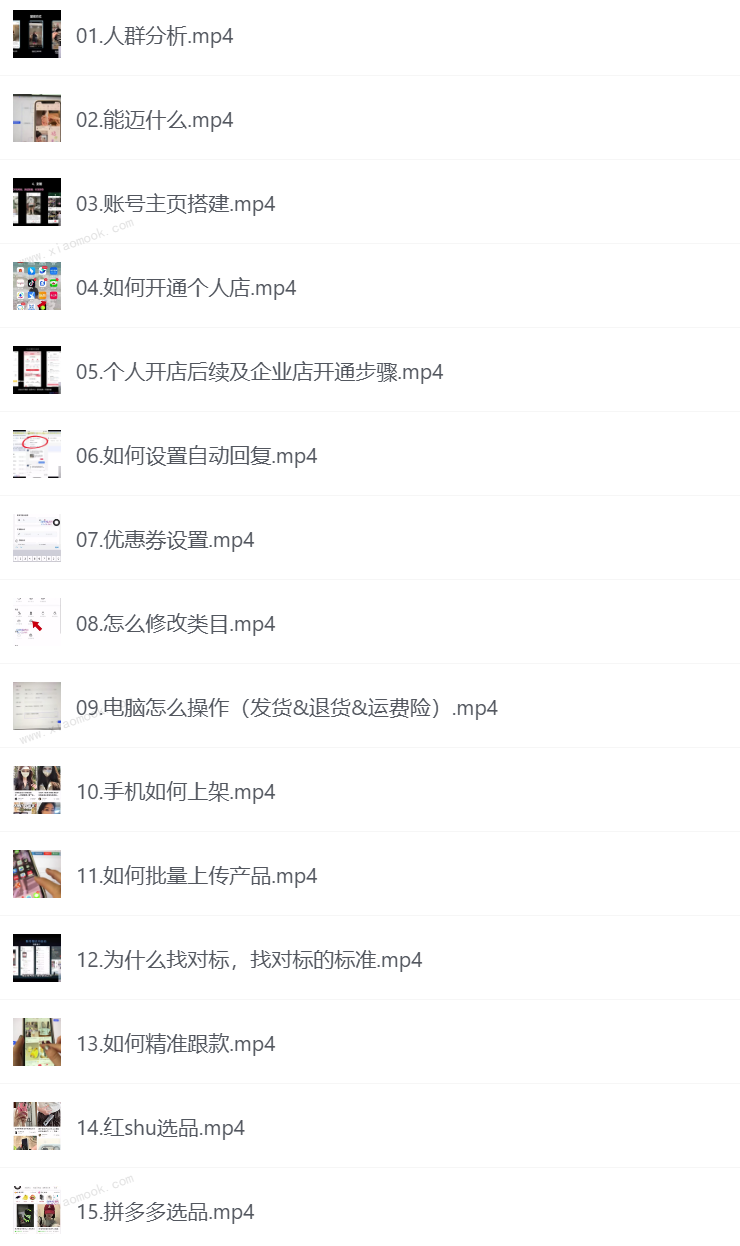 01.人群分析.mp4
02.能迈什么.mp4
03.账号主页搭建.mp4
www.xiaomook.com
04.如何开通个人店.mp4
05.个人开店后续及企业店开通步骤.mp4
06.如何设置自动回复.mp4
07.优惠券设置.mp4
08.怎么修改类目.mp4
09.电脑怎么操作（发货&退货&运费险）.mp4
www.xiaomook.com
10.手机如何上架.mp4
11.如何批量上传产品.mp4
12.为什么找对标，找对标的标准.mp4
13.如何精准跟款.mp4
14.红shu选品.mp4
15.拼多多选品.mp4